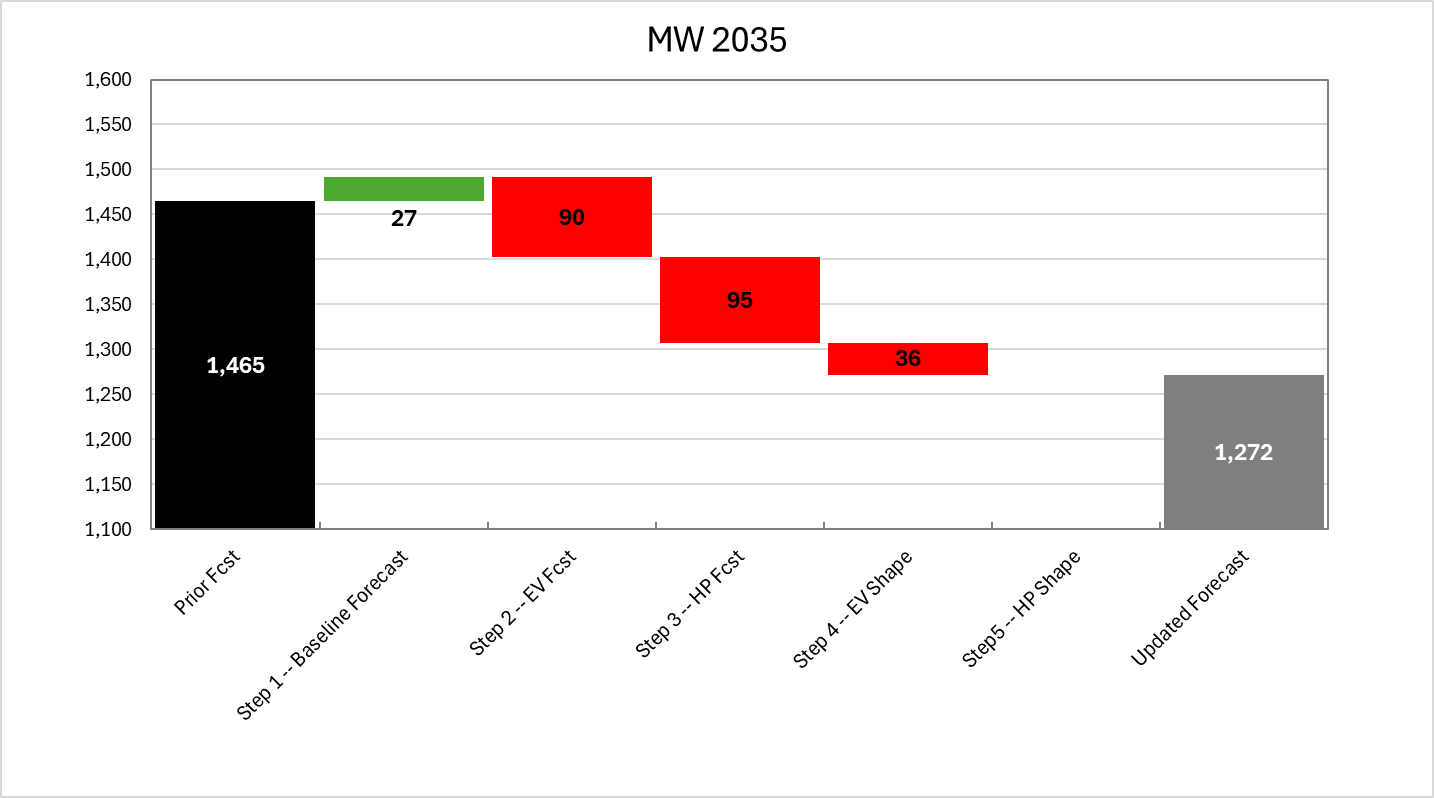 MW 2035
1,600
1,550
1,500
1,450
1,400
1,350
1,300
1,250
1,200
1,150
1,100
1,465
27
90
95
36
1,272
Prior Fcst
Step 1 -- Baseline Forecast
Step 2 -- EV Fcst
Step 3 -- HP Fcst
Step 4 -- EV Shape
Step5 -- HP Shape
Updated Forecast